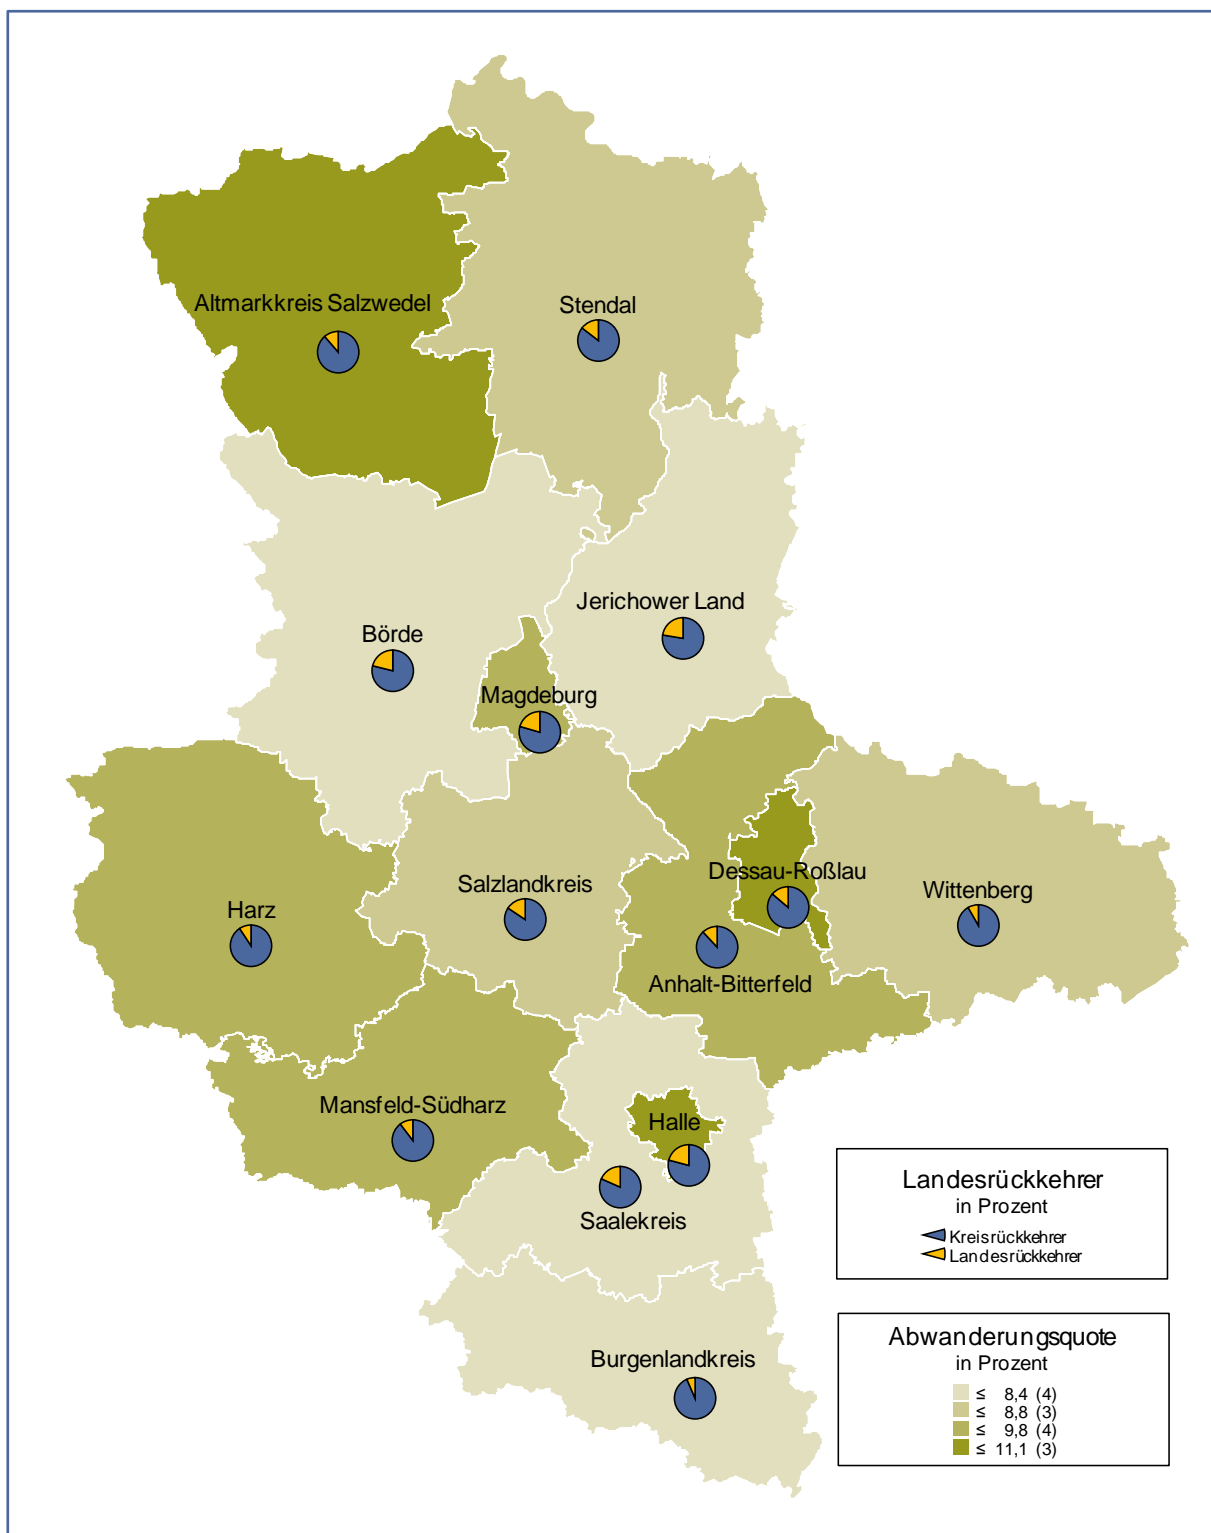 Altmarkkreis Salzwedel
Stendal
Jerichower Land
Börde
Magdeburg
Dessau-Roßlau
Salzlandkreis
Wittenberg
Harz
Anhalt-Bitterfeld
Mansfeld-Südharz
Halle
Saalekreis
Burgenlandkreis
Landesrückkehrer
in Prozent
Kreisrückkehrer
Landesrückkehrer
Abwanderungsquote
in Prozent
≤ 8,4 (4)
≤ 8,8 (3)
≤ 9,8 (4)
≤ 11,1 (3)